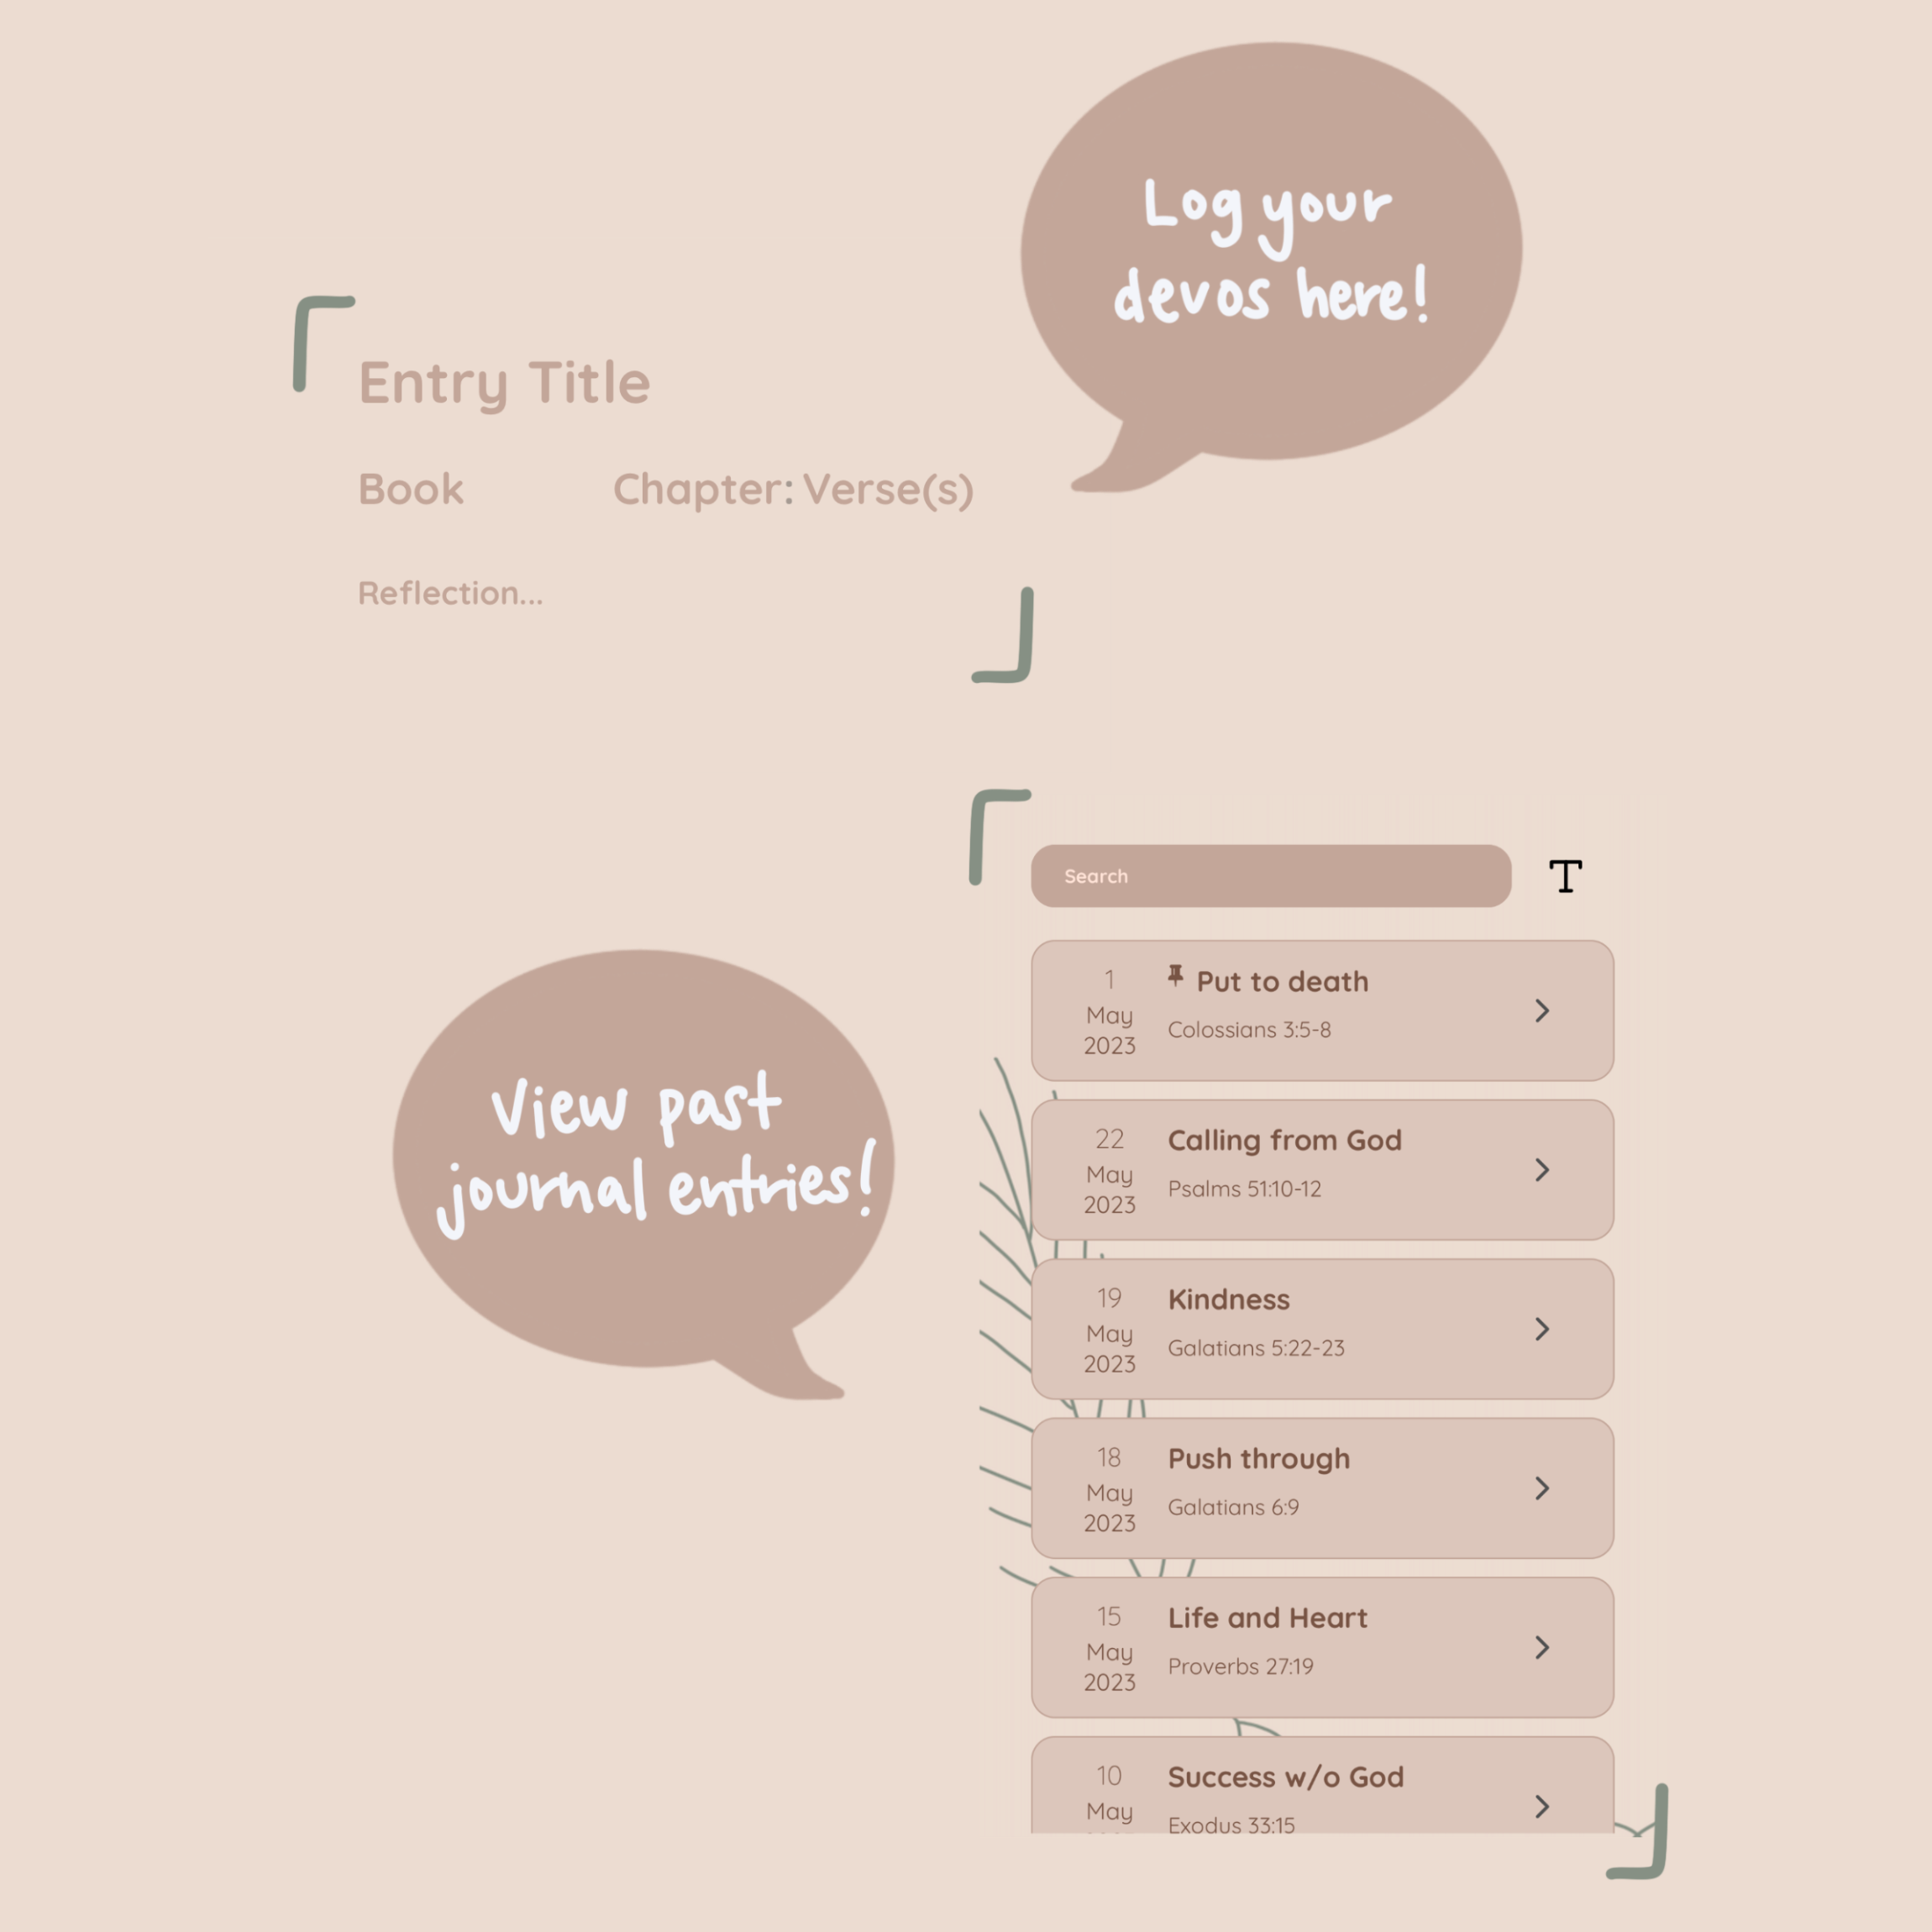 Log your
devos here!
Entry Title
Book Chapter: Verse(s)
Reflection...
View past
journal entries!
Search
T
1
May
2023
Put to death
Colossians 3:5-8
22
May
2023
Calling from God
Psalms 51:10-12
19
May
2023
Kindness
Galatians 5:22-23
18
May
2023
Push through
Galatians 6:9
15
May
2023
Life and Heart
Proverbs 27:19
10
May
Success w/o God
Exodus 33:15